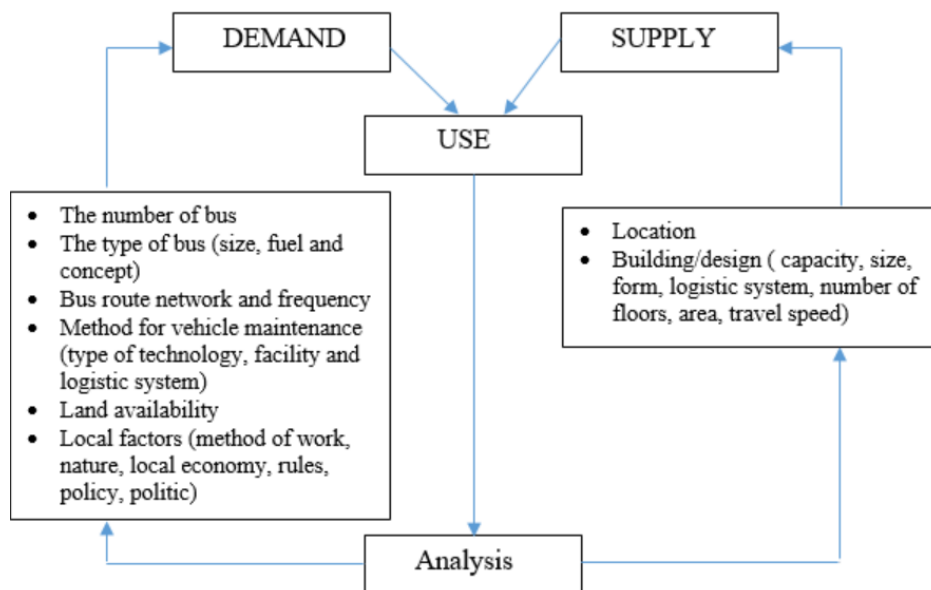 DEMAND
SUPPLY
USE
• The number of bus
• The type of bus (size, fuel and
concept)
• Bus route network and frequency
• Method for vehicle maintenance
(type of technology, facility and
logistic system)
• Land availability
• Local factors (method of work,
nature, local economy, rules,
policy, politic)
• Location
• Building/design ( capacity, size,
form, logistic system, number of
floors, area, travel speed)
Analysis